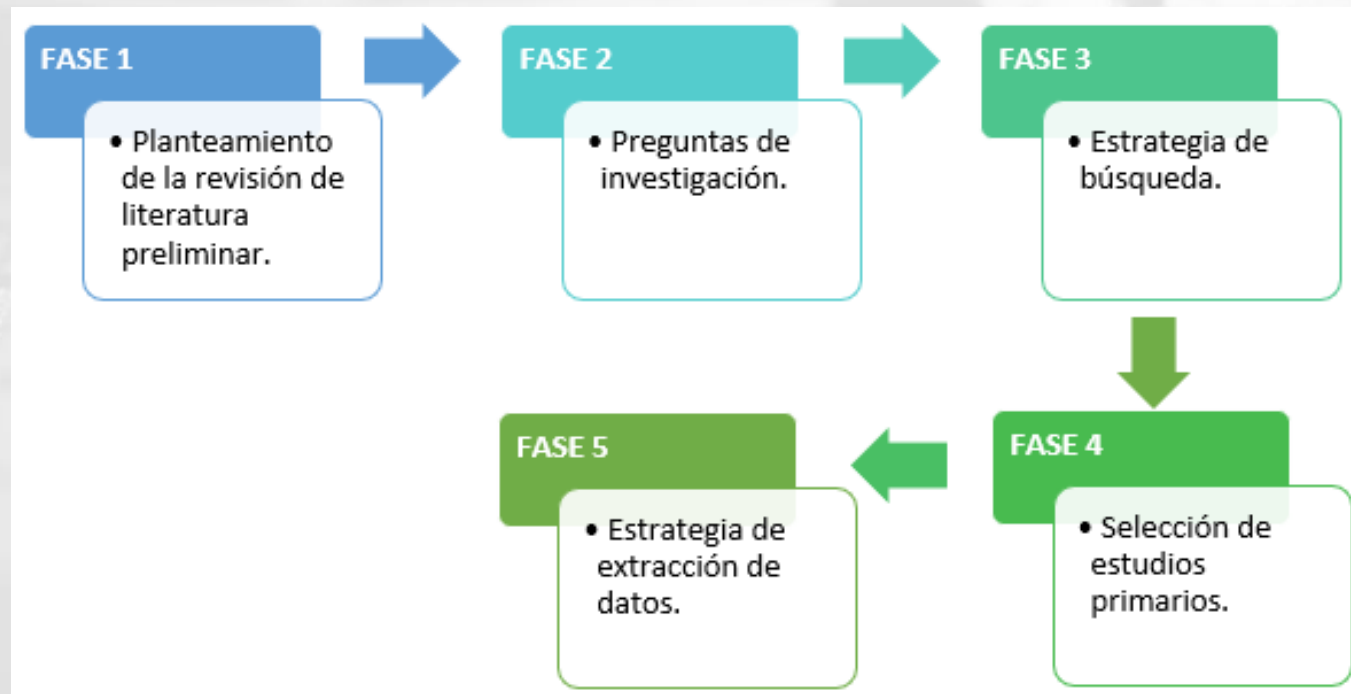 FASE 1
• Planteamiento
de la revisión de
literatura
preliminar.
FASE 2
• Preguntas de
investigación.
FASE 3
• Estrategia de
búsqueda.
FASE 4
• Selección de
estudios
primarios.
FASE 5
• Estrategia de
extracción de
datos.